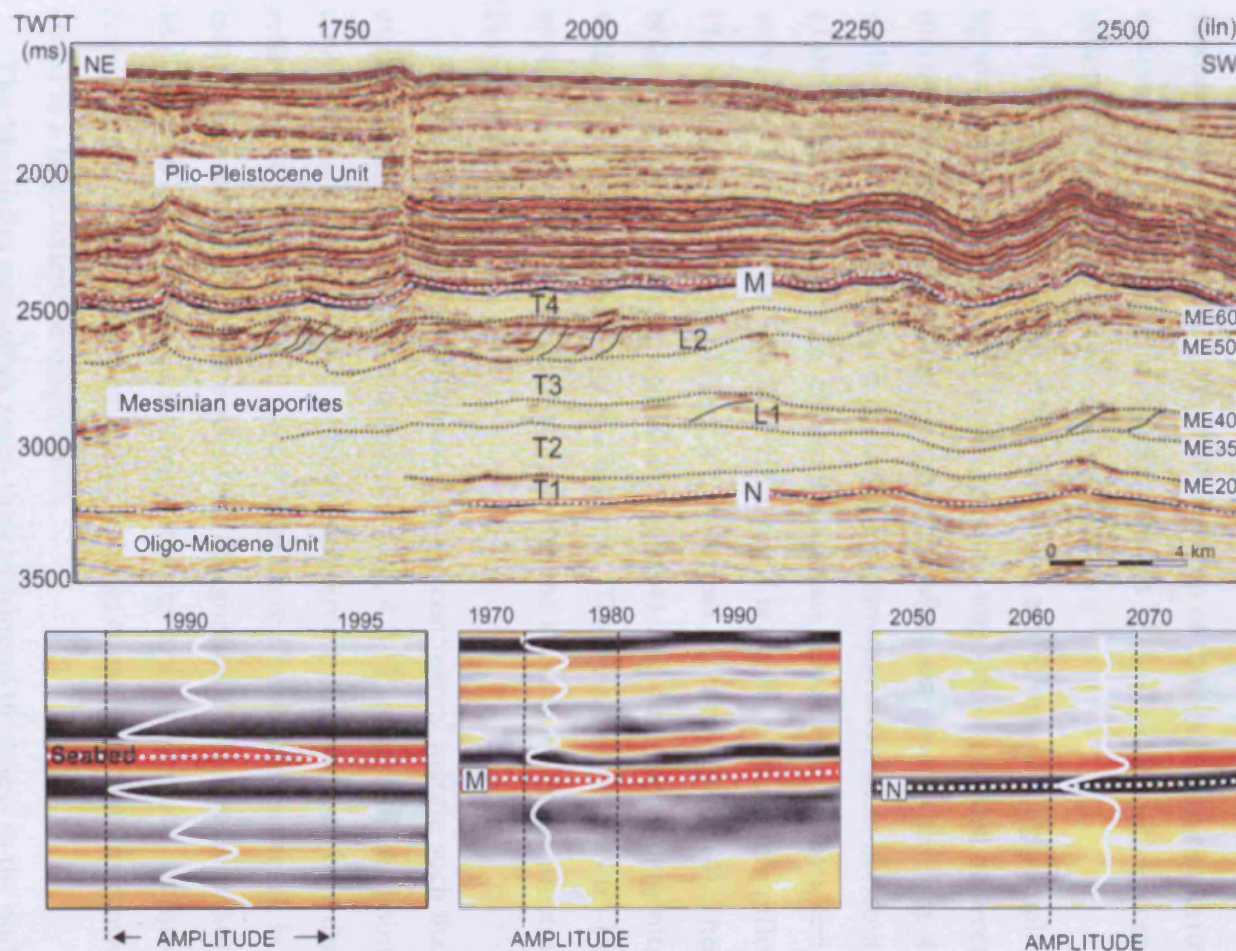 TWTT 1750 2000 2250 2500 (iln)
(ms)
NE SW
2000 Plio-Pleistocene Unit
M
2500 T4 ME60
L2 ME50
T3
Messinian evaporites L1 ME40
3000 T2 ME35
T1 N ME20
Oligo-Miocene Unit
0 4 km
3500
1990 1995 1970 1980 1990 2050 2060 2070
Seabed
M N
AMPLITUDE AMPLITUDE AMPLITUDE